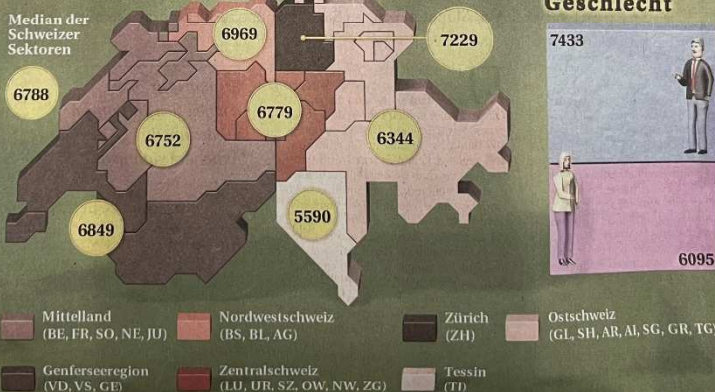 Geschlecht
Median der
Schweizer
Sektoren
6969
7229
7433
6788
6752
6779
6344
6849
5590
6095
Mittelland
(BE, FR, SO, NE, JU)
Nordwestschweiz
(BS, BL, AG)
Zürich
(ZH)
Ostschweiz
(GL, SH, AR, AI, SG, GR, TG)
Genferseeregion
(VD, VS, GE)
Zentralschweiz
(LU, UR, SZ, OW, NW, ZG)
Tessin
(TI)